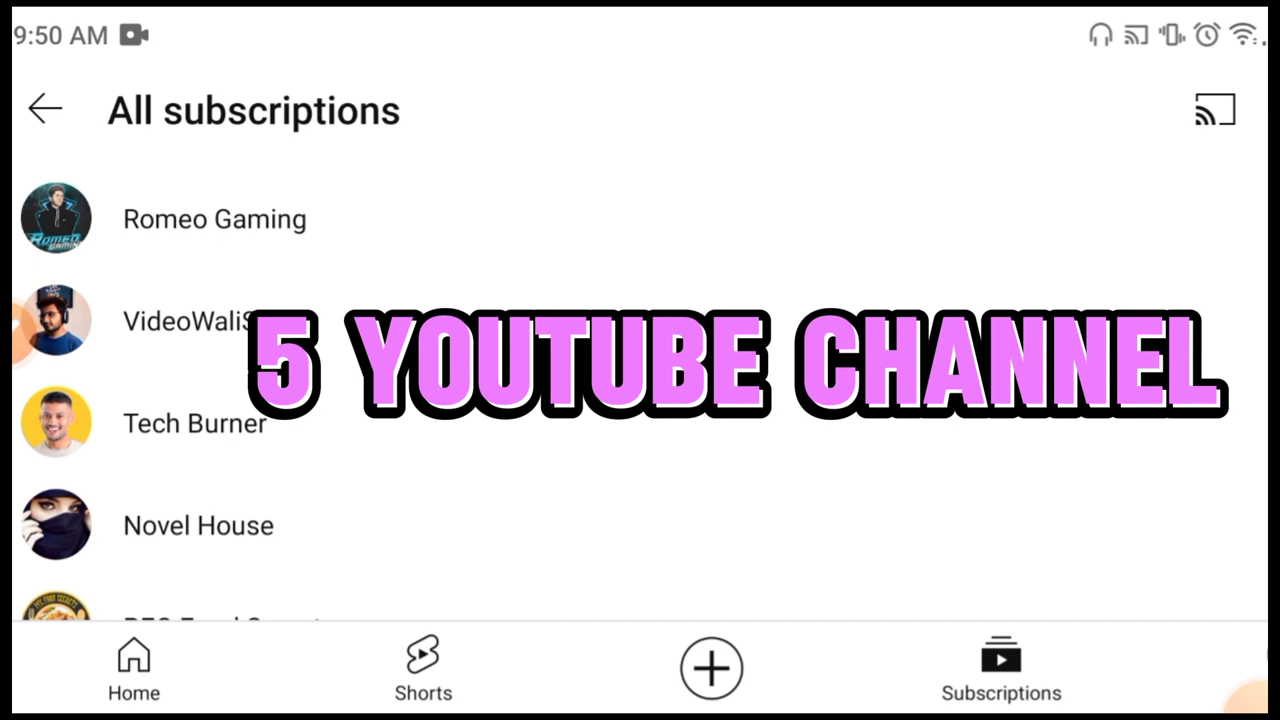 9:50 AM
All subscriptions
Romeo Gaming
5 YOUTUBE CHANNEL
Tech Burner
Novel House
Home
Shorts
Subscriptions